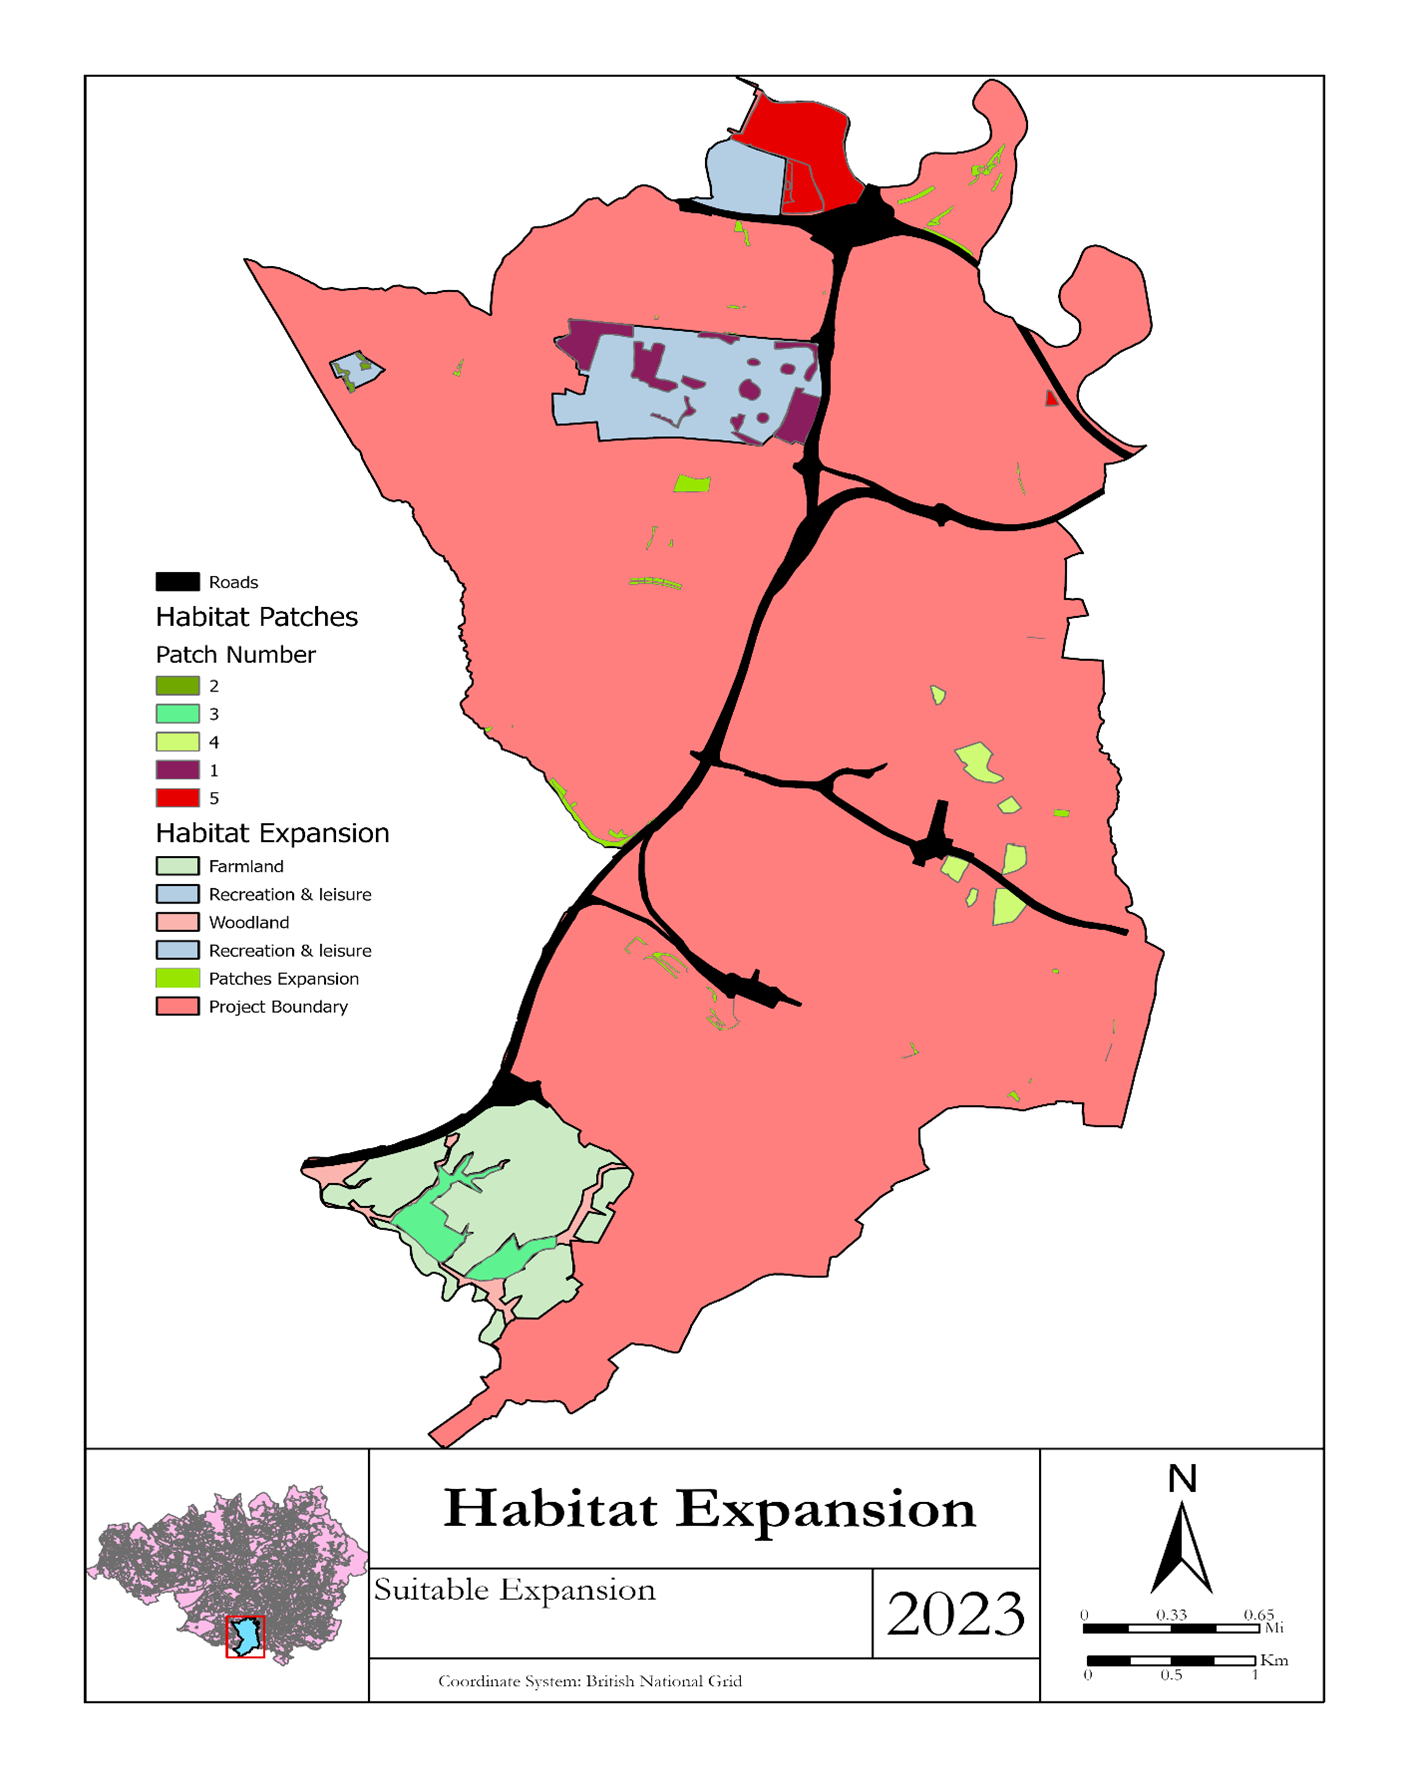 Roads
Habitat Patches
Patch Number
2
3
4
1
5
Habitat Expansion
Farmland
Recreation & leisure
Woodland
Recreation & leisure
Patches Expansion
Project Boundary
Habitat Expansion
Suitable Expansion
2023
Coordinate System: British National Grid
N
0 0.33 0.65
Mi
Km
0 0.5 1